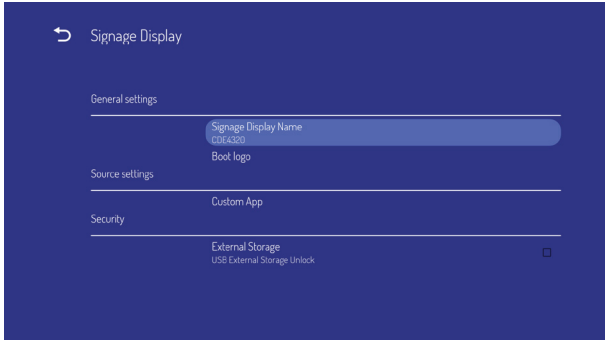 Signage Display
General settings
Signage Display Name
CDE4320
Boot logo
Source settings
Custom App
Security
External Storage
USB External Storage Unlock